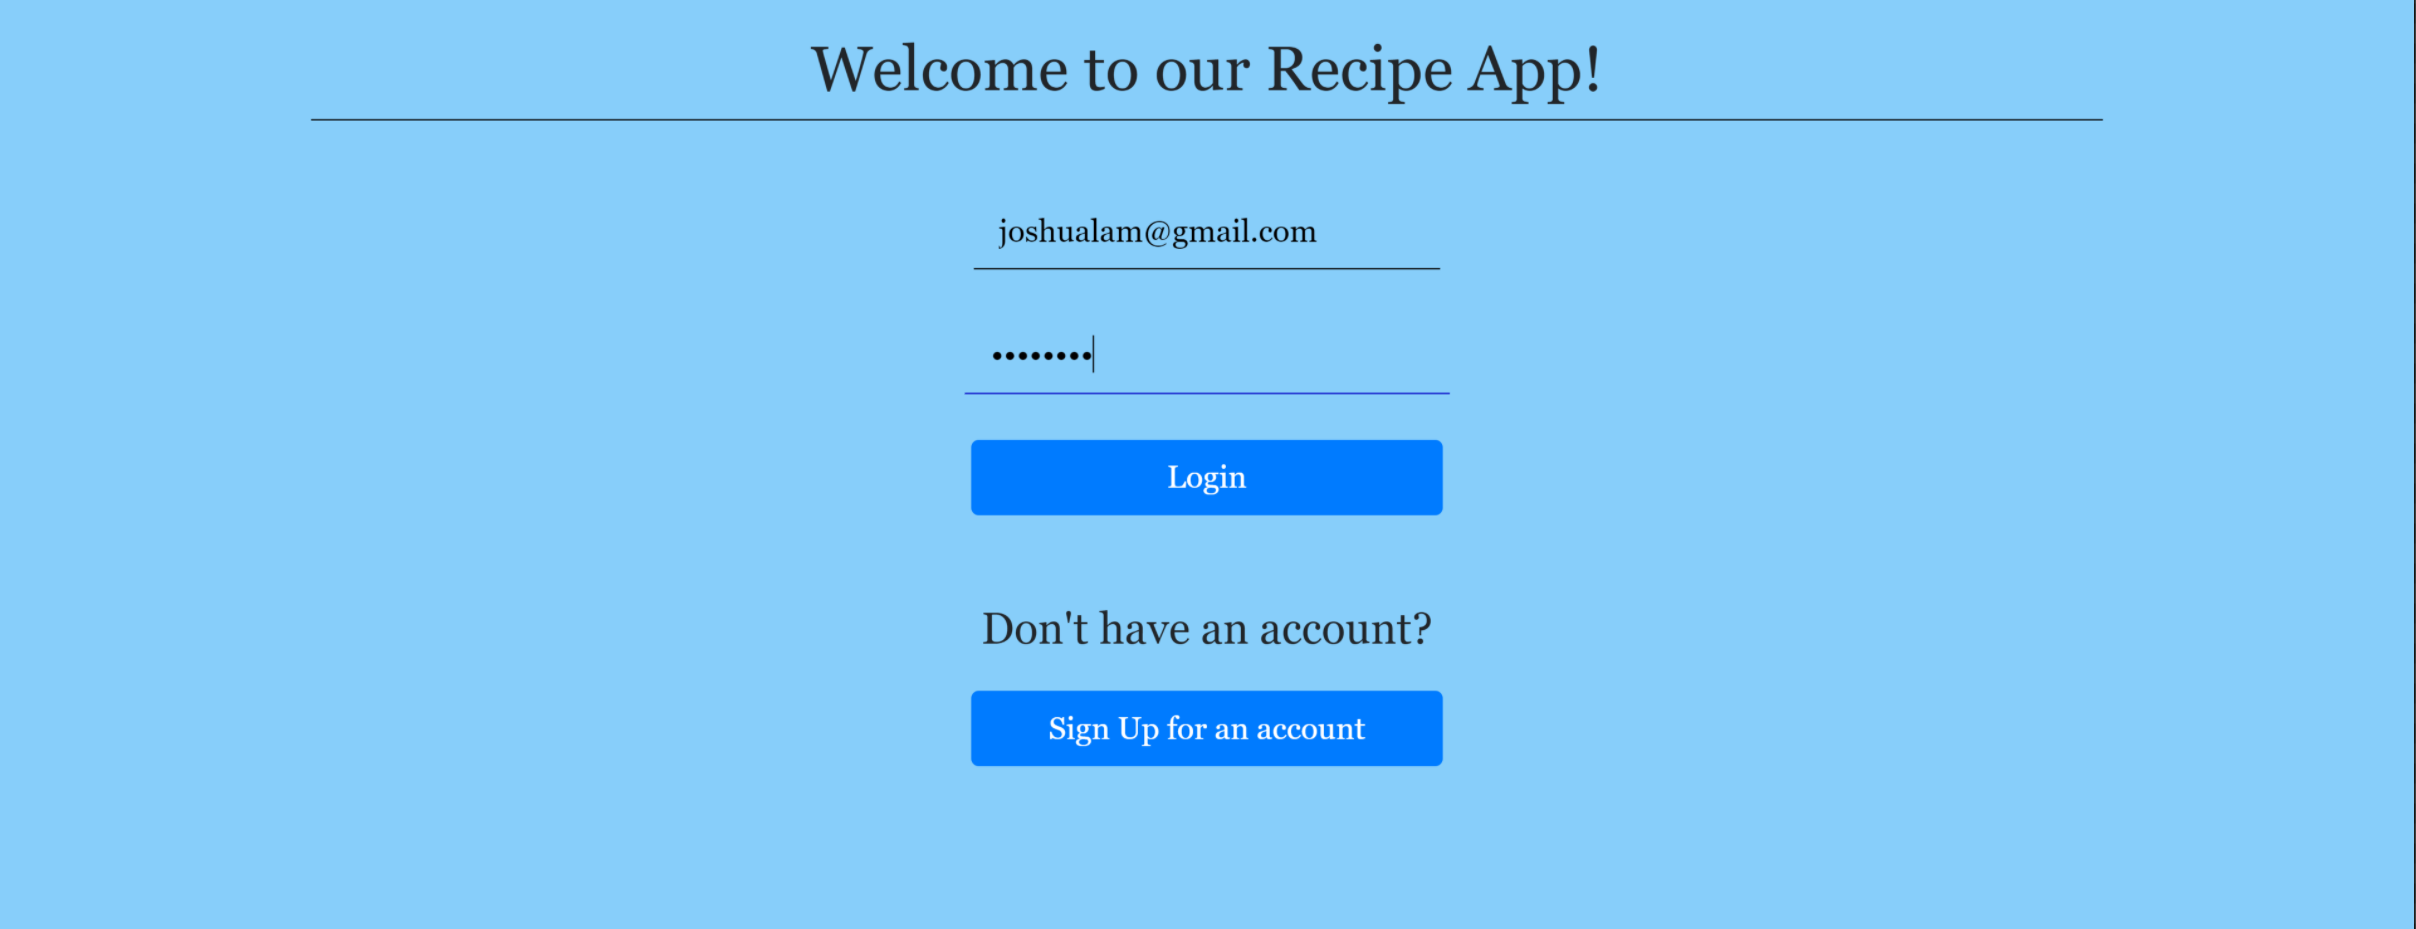 Welcome to our Recipe App!
joshualam@gmail.com
••••••••
Login
Don't have an account?
Sign Up for an account